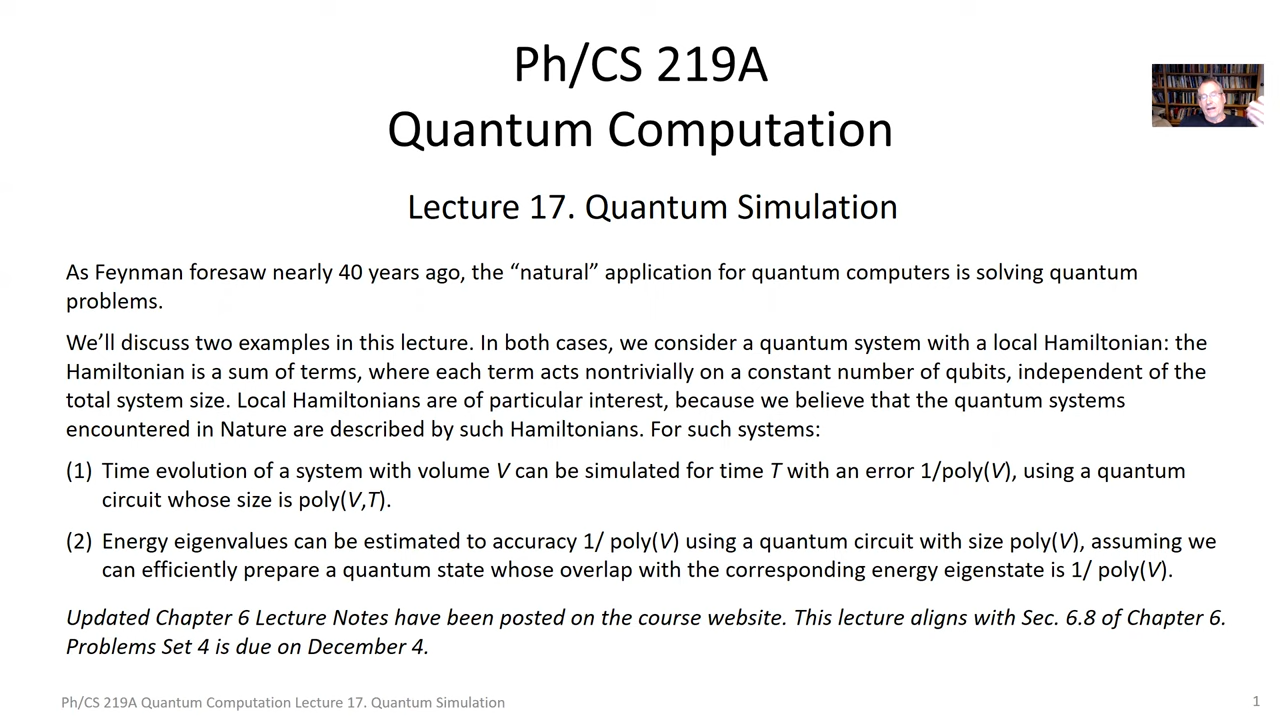 Ph/CS 219A
Quantum Computation
Lecture 17. Quantum Simulation
As Feynman foresaw nearly 40 years ago, the “natural” application for quantum computers is solving quantum
problems.
We’ll discuss two examples in this lecture. In both cases, we consider a quantum system with a local Hamiltonian: the
Hamiltonian is a sum of terms, where each term acts nontrivially on a constant number of qubits, independent of the
total system size. Local Hamiltonians are of particular interest, because we believe that the quantum systems
encountered in Nature are described by such Hamiltonians. For such systems:
(1) Time evolution of a system with volume V can be simulated for time T with an error 1/poly(V), using a quantum
circuit whose size is poly(V,T).
(2) Energy eigenvalues can be estimated to accuracy 1/ poly(V) using a quantum circuit with size poly(V), assuming we
can efficiently prepare a quantum state whose overlap with the corresponding energy eigenstate is 1/ poly(V).
Updated Chapter 6 Lecture Notes have been posted on the course website. This lecture aligns with Sec. 6.8 of Chapter 6.
Problems Set 4 is due on December 4.
Ph/CS 219A Quantum Computation Lecture 17. Quantum Simulation
1